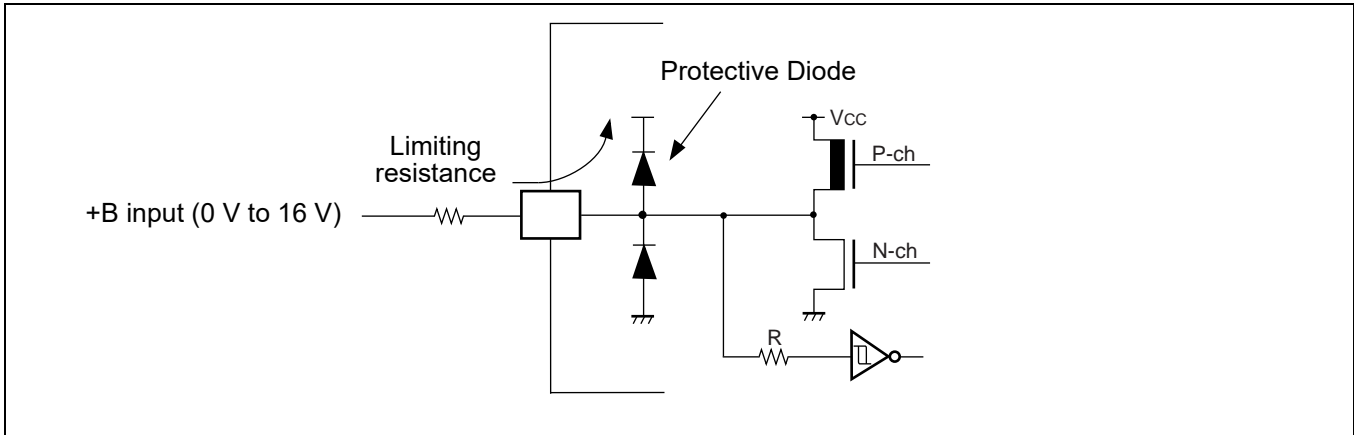 Protective Diode
VCC
Limiting
resistance
P-ch
+B input (0 V to 16 V)
N-ch
R